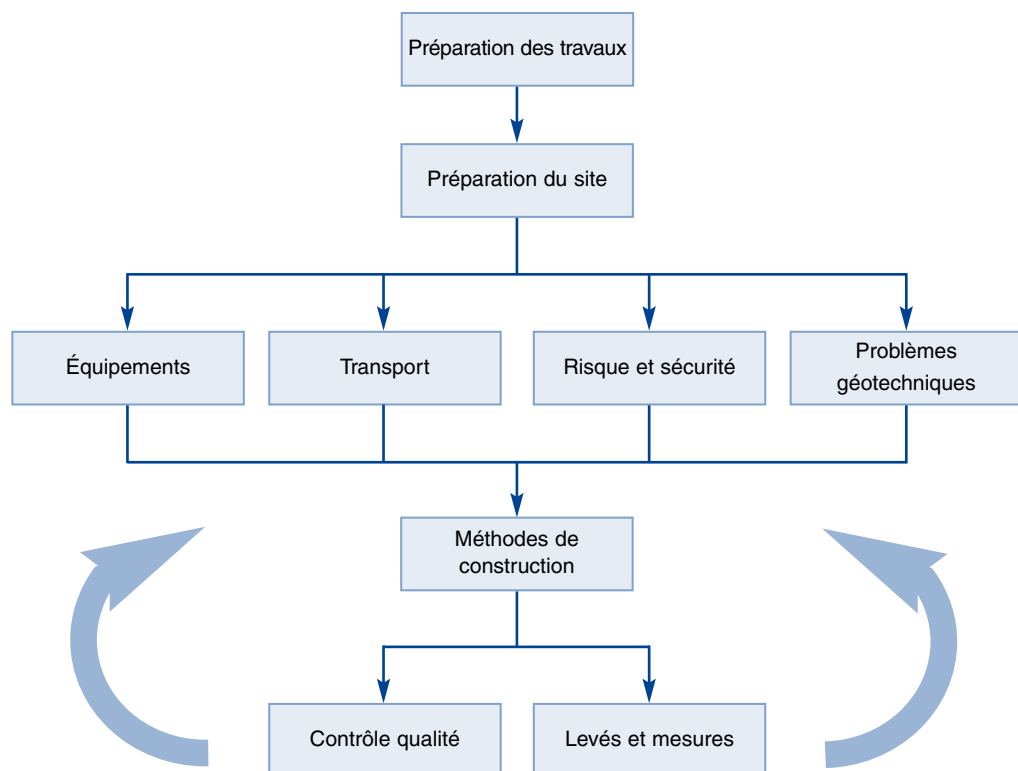 Préparation des travaux
Préparation du site
Équipements
Transport
Risque et sécurité
Problèmes
géotechniques
Méthodes de
construction
Contrôle qualité
Levés et mesures